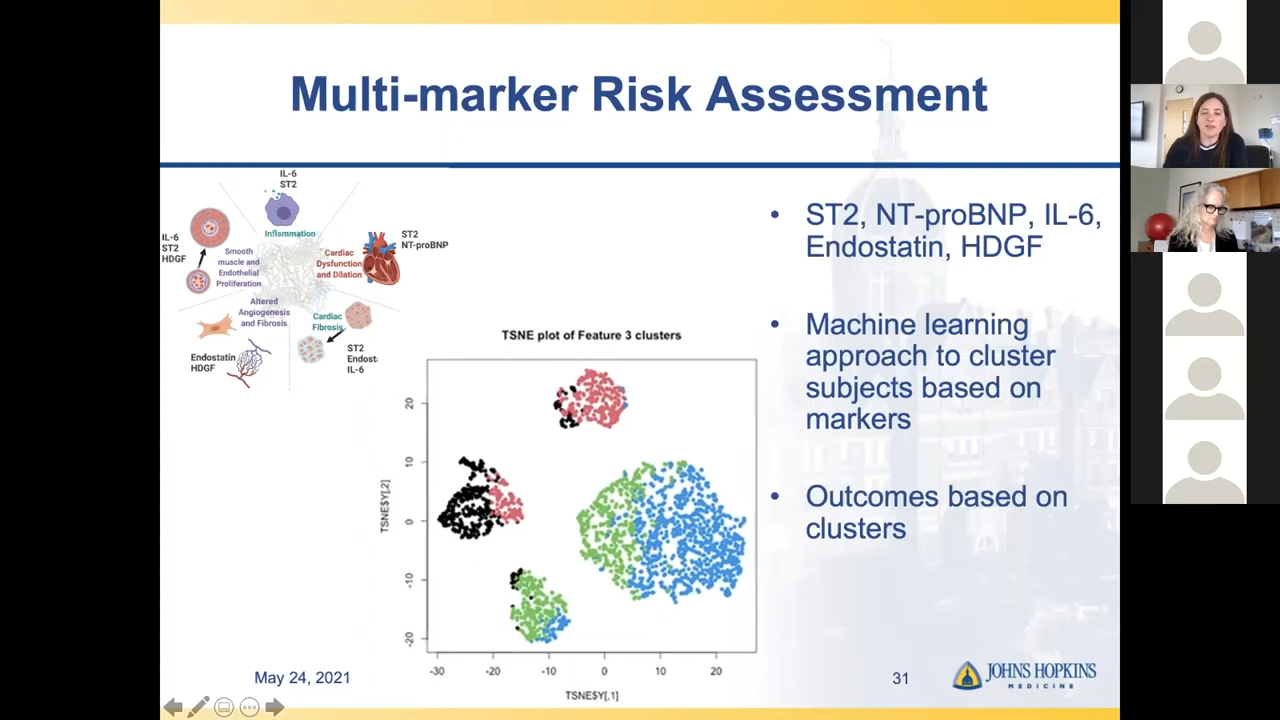 Multi-marker Risk Assessment
IL-6
ST2
Inflammation
IL-6
ST2
HDGF
Smooth
muscle and
Endothelial
Proliferation
Cardiac
Dysfunction
and Dilation
ST2
NT-proBNP
Altered
Angiogenesis
and Fibrosis
Cardiac
Fibrosis
Endostatin
HDGF
ST2
Endosta
IL-6
TSNE plot of Feature 3 clusters
TSNE$Y[,2]
20
10
0
-10
-20
-30
-20
-10
0
10
20
TSNE$Y[,1]
• ST2, NT-proBNP, IL-6,
Endostatin, HDGF
• Machine learning
approach to cluster
subjects based on
markers
• Outcomes based on
clusters
May 24, 2021
31
JOHNS HOPKINS
MEDICINE